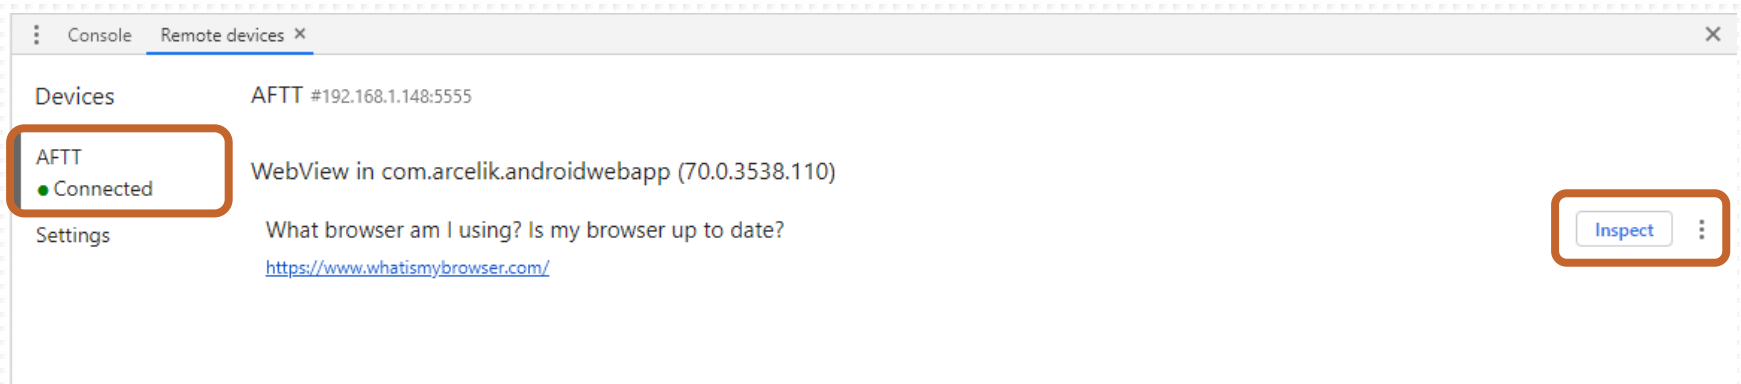 Console Remote devices ×
Devices
AFTT #192.168.1.148:5555
AFTT
Connected
WebView in com.arcelik.androidwebapp (70.0.3538.110)
Settings
What browser am I using? Is my browser up to date?
Inspect
https://www.whatismybrowser.com/